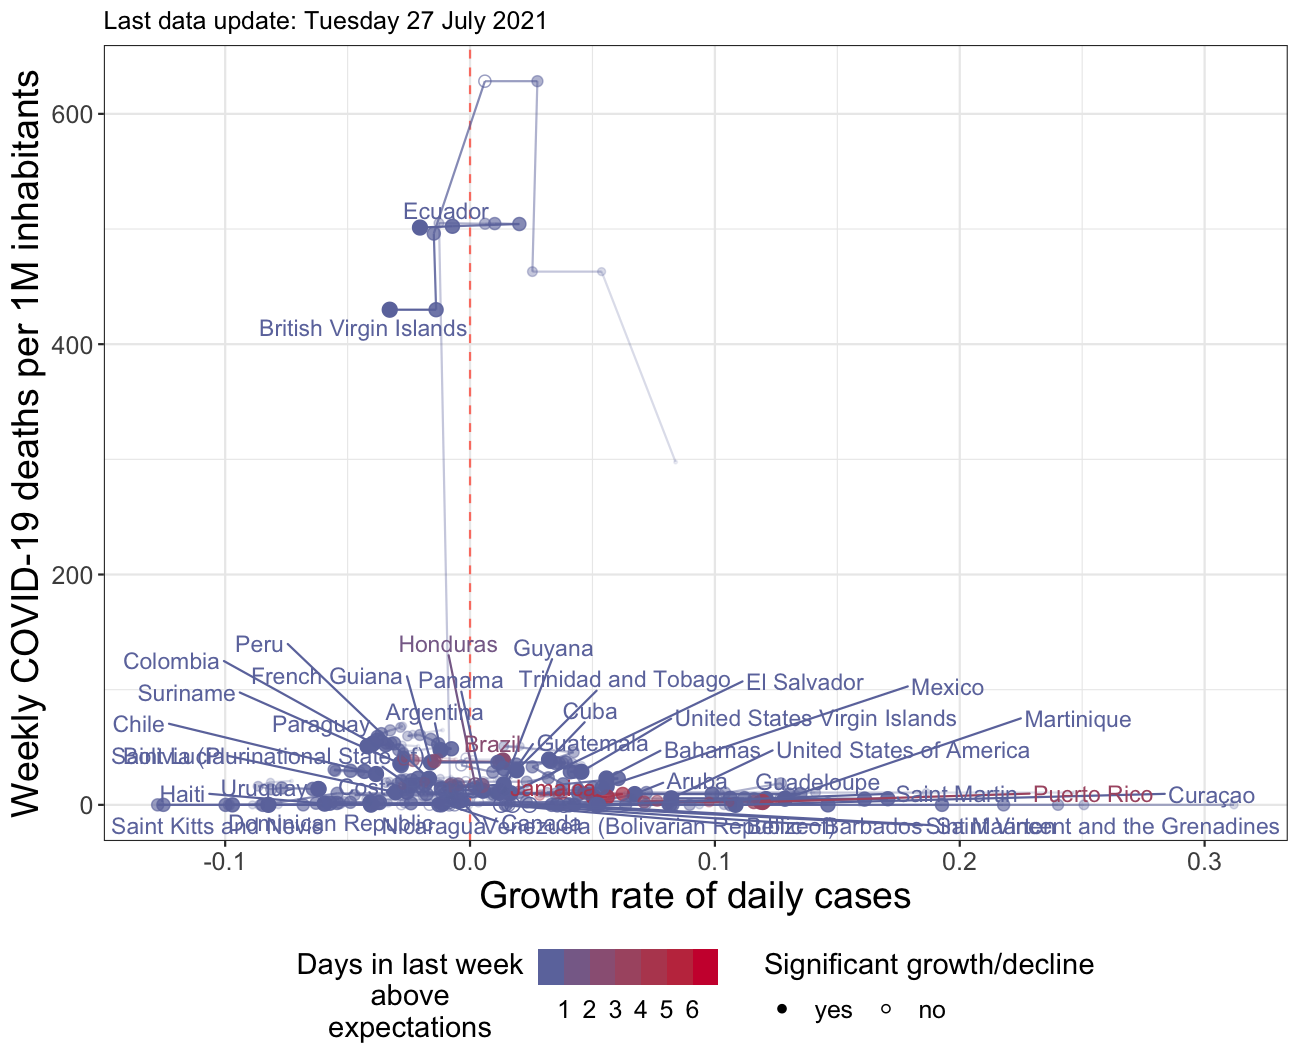 Last data update: Tuesday 27 July 2021
Weekly COVID-19 deaths per 1M inhabitants
600
400
200
0
Ecuador
British Virgin Islands
Peru
Honduras
Guyana
Colombia
French Guiana
Panama
Trinidad and Tobago
El Salvador
Mexico
Suriname
Argentina
Cuba
United States Virgin Islands
Martinique
Chile
Paraguay
Brazil
Guatemala
Bahamas
United States of America
Saint Lucia
Bolivia (Plurinational State of)
Aruba
Guadeloupe
Jamaica
Haiti
Uruguay
Saint Martin
Puerto Rico
Curaçao
Saint Kitts and Nevis
Dominican Republic
Nicaragua
Canada
Venezuela (Bolivarian Republic of)
Belize
Barbados
Sint Maarten
Saint Vincent and the Grenadines
-0.1
0.0
0.1
0.2
0.3
Growth rate of daily cases
Days in last week
above
expectations
1 2 3 4 5 6
Significant growth/decline
yes
no